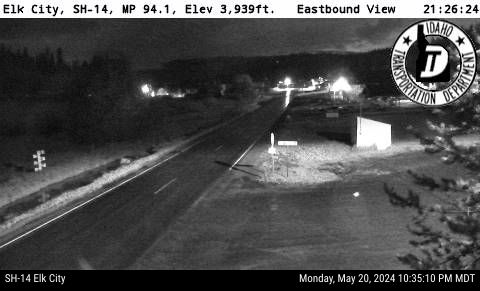 Elk City, SH-14, MP 94.1, Elev 3,939ft. Eastbound View 21:26:24
IDAHO
TRANSPORTATION DEPARTMENT
SH-14 Elk City Monday, May 20, 2024 10:35:10 PM MDT